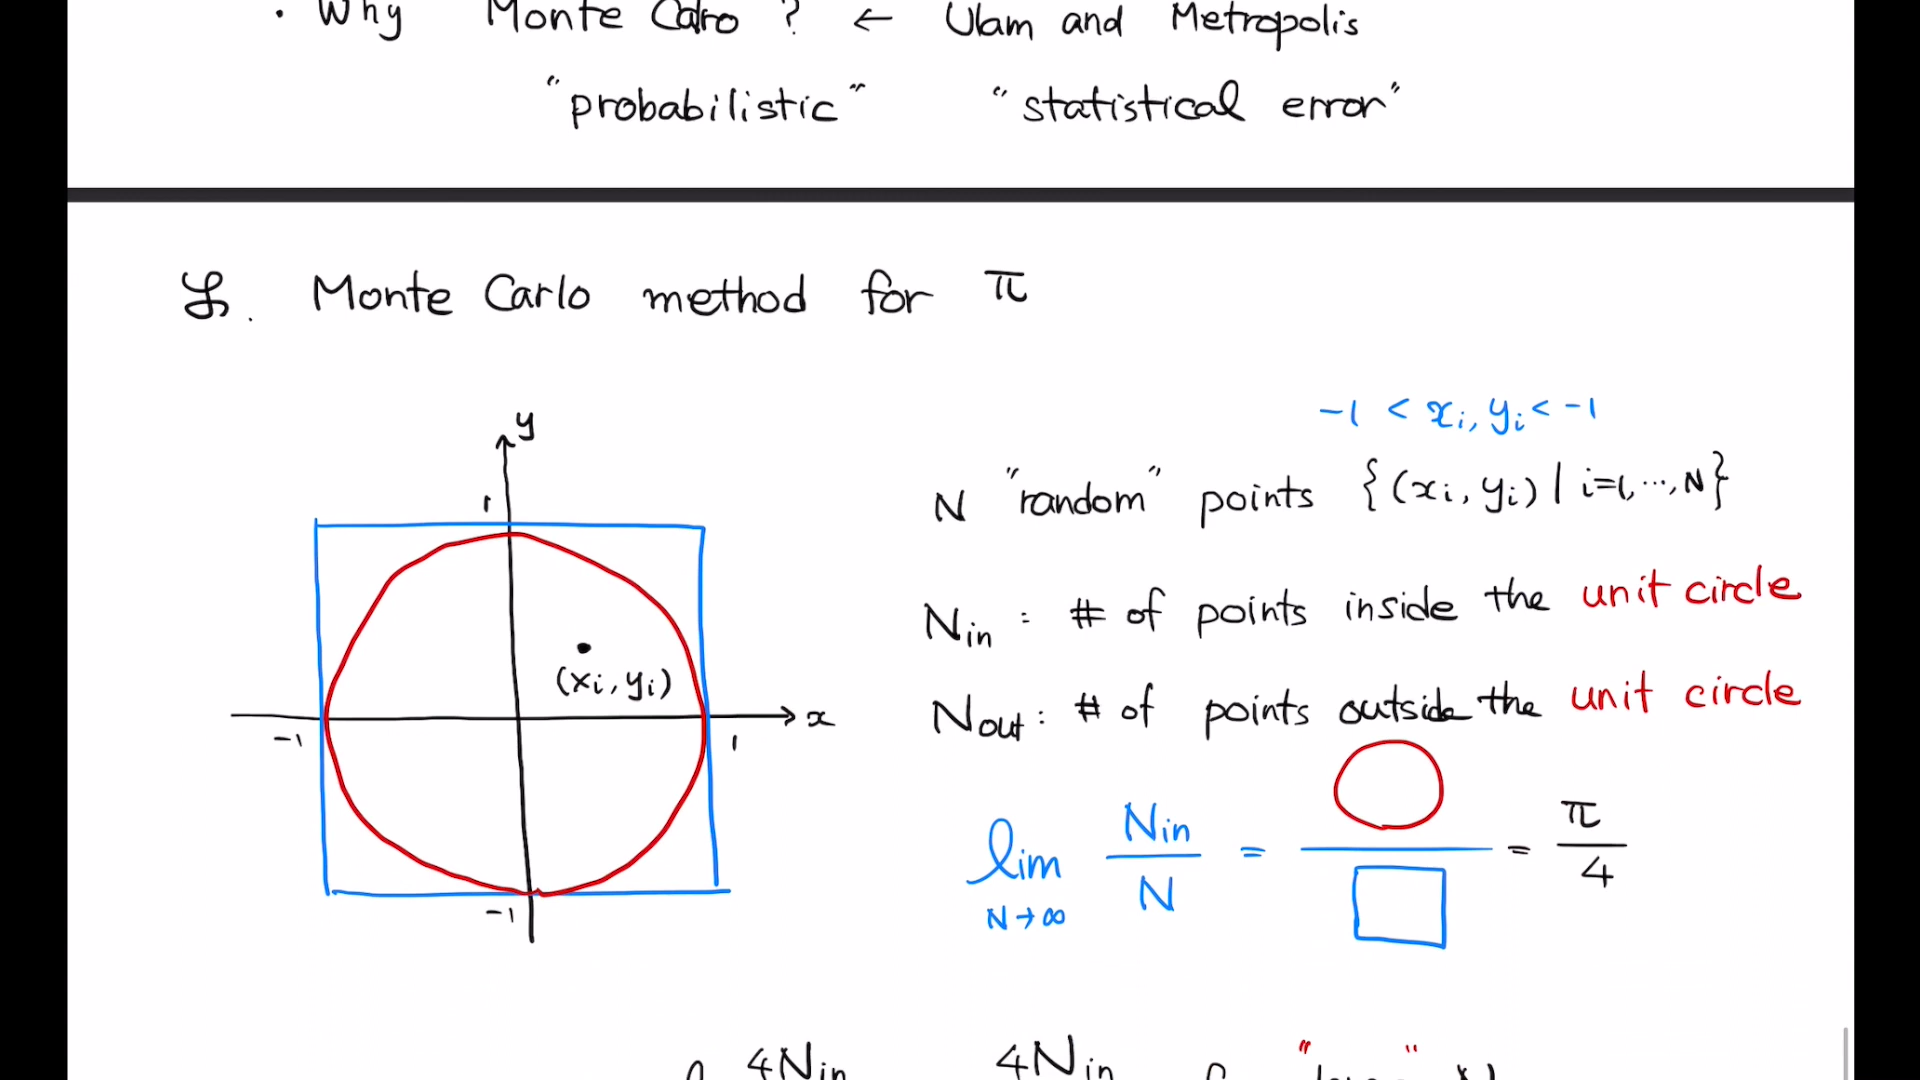 · Why Monte Calro ? ← Ulam and Metropolis
"probabilistic" "statistical error"
§. Monte Carlo method for π
y
1
(xi, yi)
x
-1
1
-1
-1 < xi, yi < -1
N "random" points {(xi, yi) | i=1, ..., N}
Nin : # of points inside the unit circle
Nout : # of points outside the unit circle
lim N→∞ Nin/N = ○/□ = π/4
4Nin 4Nin